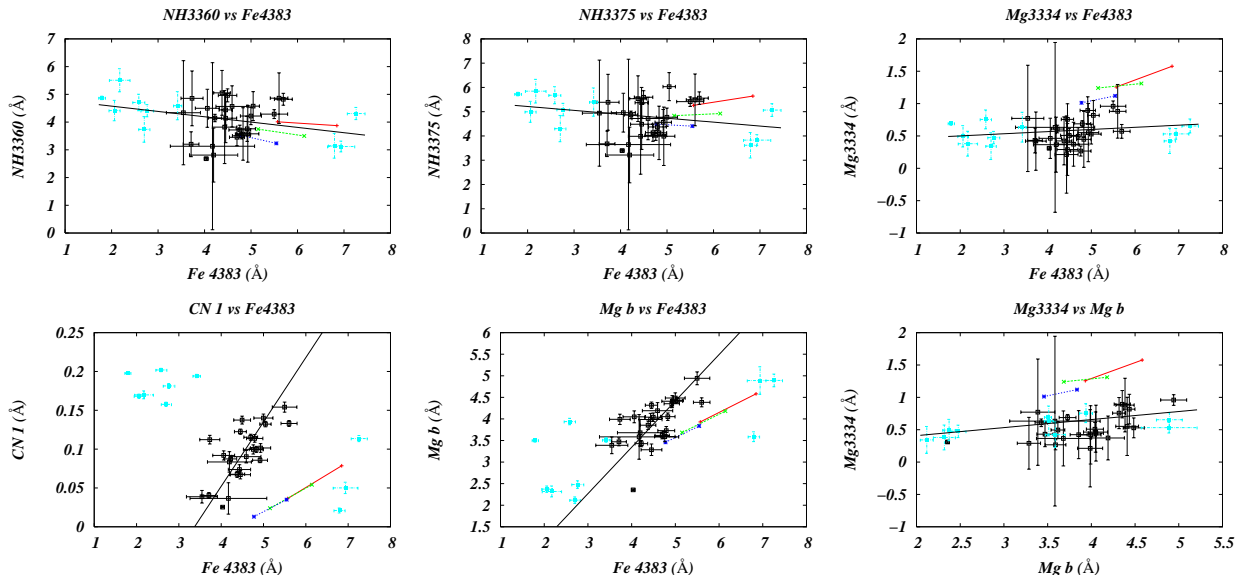 NH3360 vs Fe4383
NH3375 vs Fe4383
Mg3334 vs Fe4383
7
6
5
4
3
2
1
0
NH3360
1 2 3 4 5 6 7 8
Fe 4383 (Å)
8
7
6
5
4
3
2
1
0
NH3375
1 2 3 4 5 6 7 8
Fe 4383 (Å)
2
1.5
1
0.5
0
−0.5
−1
Mg3334
1 2 3 4 5 6 7 8
Fe 4383 (Å)
CN 1 vs Fe4383
Mg b vs Fe4383
Mg3334 vs Mg b
0.25
0.2
0.15
0.1
0.05
0
CN 1
1 2 3 4 5 6 7 8
Fe 4383 (Å)
6
5.5
5
4.5
4
3.5
3
2.5
2
1.5
Mg b
1 2 3 4 5 6 7 8
Fe 4383 (Å)
2
1.5
1
0.5
0
−0.5
−1
Mg3334
2 2.5 3 3.5 4 4.5 5 5.5
Mg b (Å)